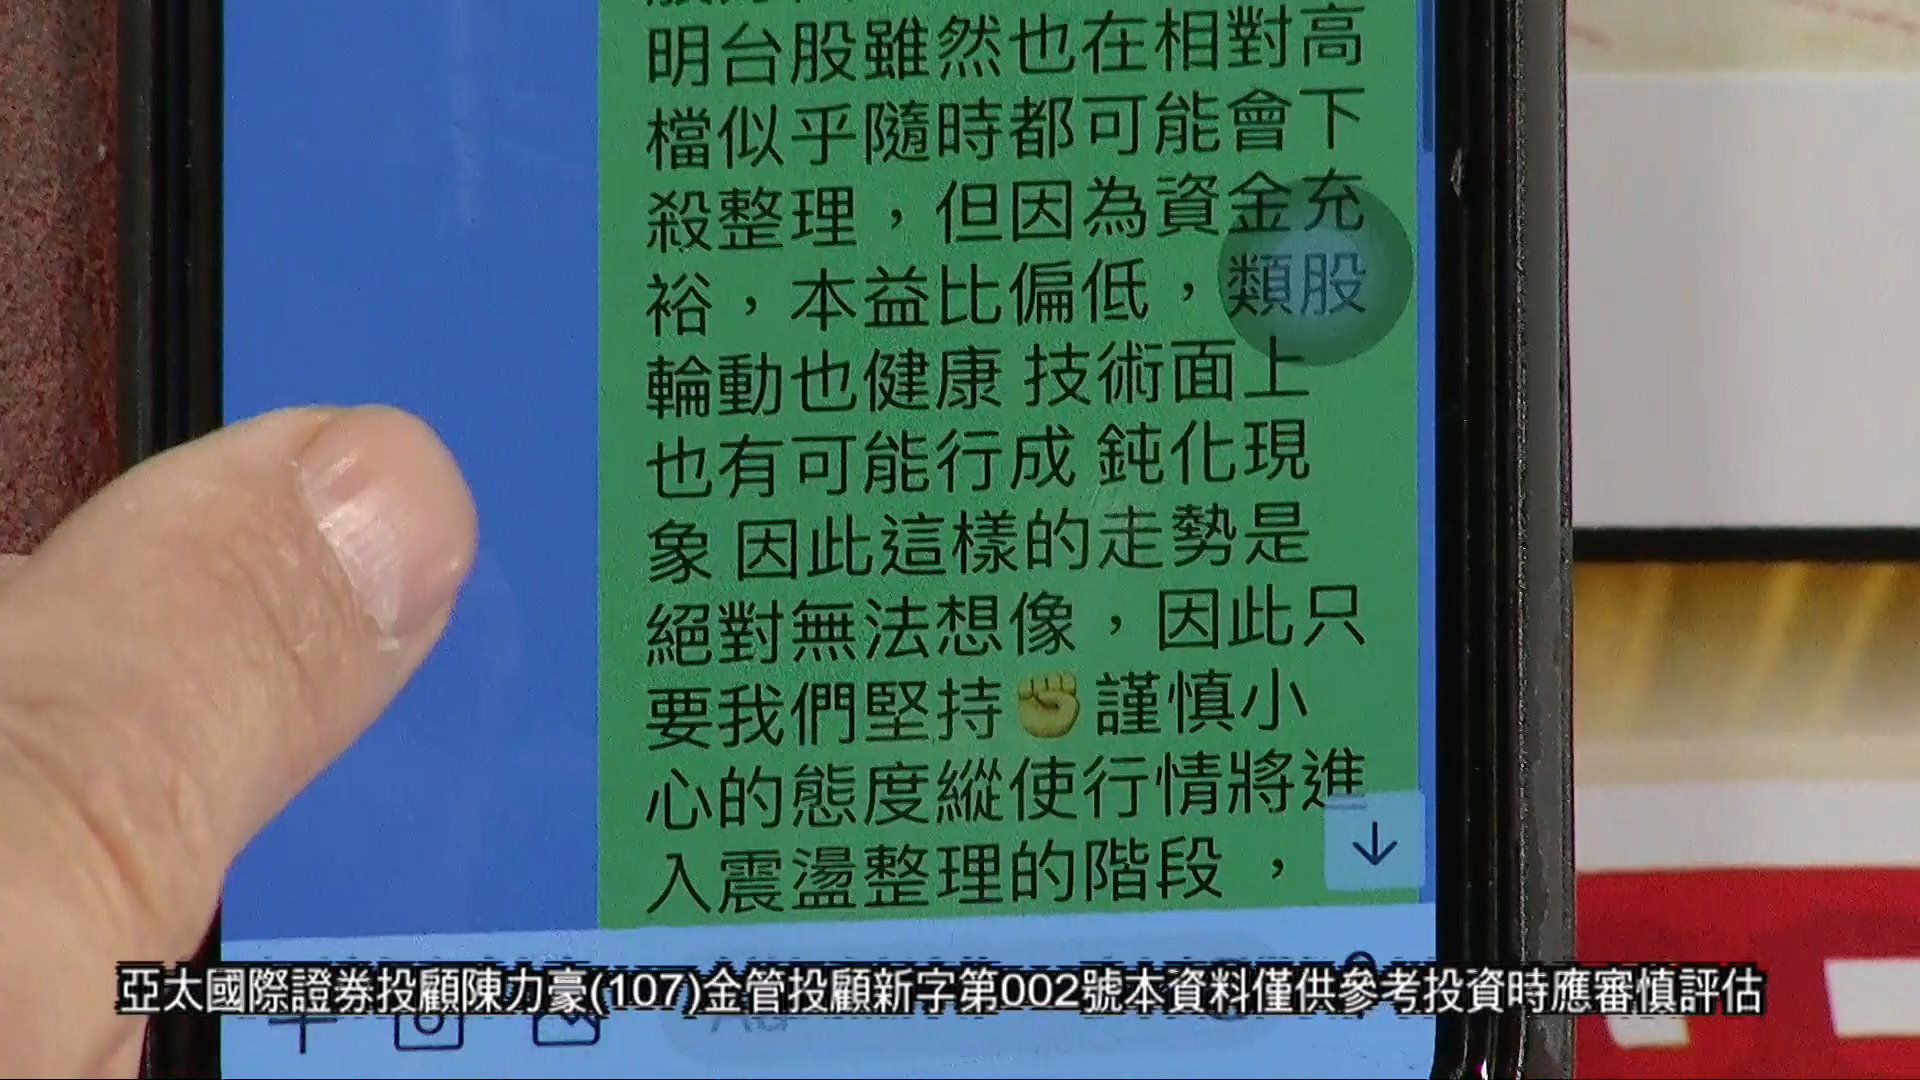 明台股雖然也在相對高
檔似乎隨時都可能會下
殺整理，但因為資金充
裕，本益比偏低，類股
輪動也健康 技術面上
也有可能行成 鈍化現
象 因此這樣的走勢是
絕對無法想像，因此只
要我們堅持✊謹慎小
心的態度縱使行情將進
入震盪整理的階段 ，
亞太國際證券投顧陳力豪(107)金管投顧新字第002號本資料僅供參考投資時應審慎評估